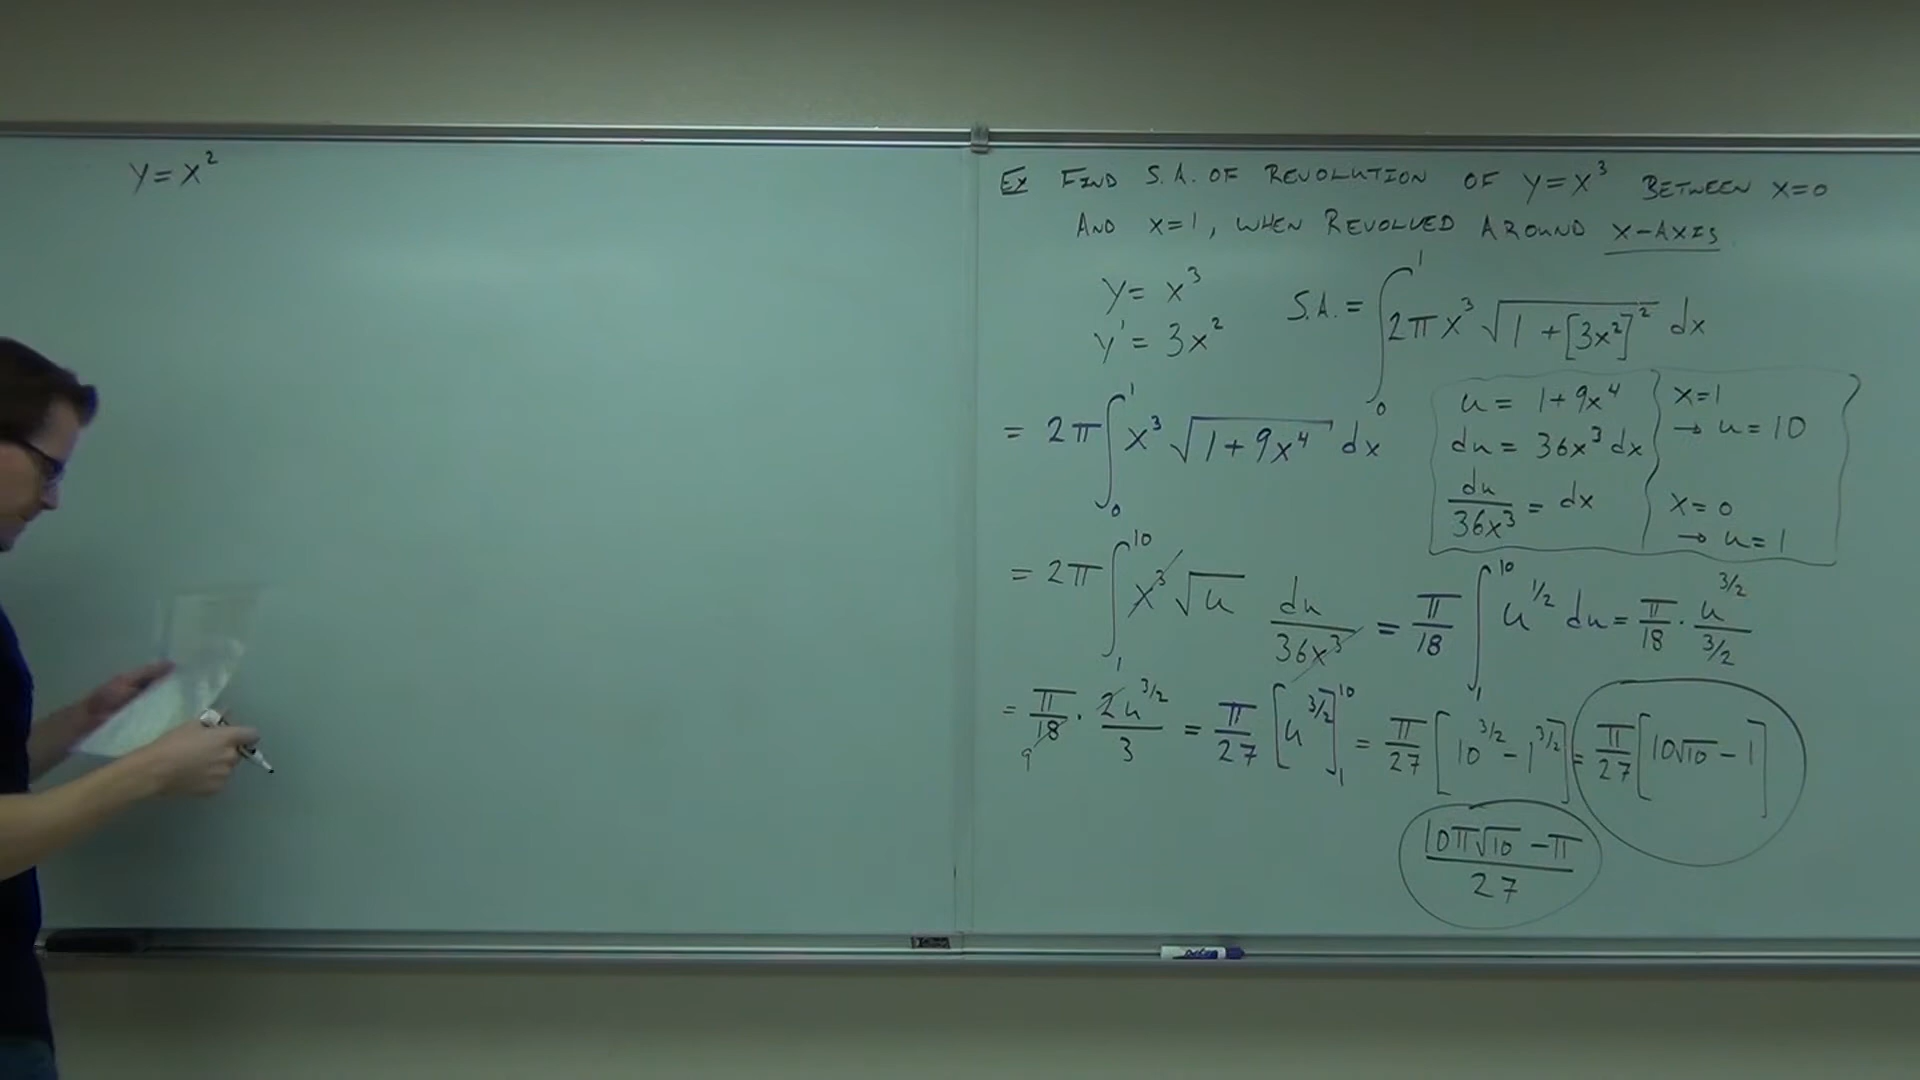 y = x²
Ex Find S.A. of Revolution of y = x³ between x = 0
and x = 1, when revolved around x-axis
y = x³
y' = 3x²
S.A. = ∫₀¹ 2πx³ √(1 + [3x²]²) dx
= 2π ∫₀¹ x³ √(1 + 9x⁴) dx
u = 1 + 9x⁴
du = 36x³ dx
du/36x³ = dx
x = 1
→ u = 10
x = 0
→ u = 1
= 2π ∫₁¹⁰ x³ √u du/36x³ = π/18 ∫₁¹⁰ u^(1/2) du = π/18 · u^(3/2)/(3/2)
= π/18 9 · 2u^(3/2)/3 = π/27 [u^(3/2)]₁¹⁰ = π/27 [10^(3/2) − 1^(3/2)] = π/27 [10√10 − 1]
(10π√10 − π)/27